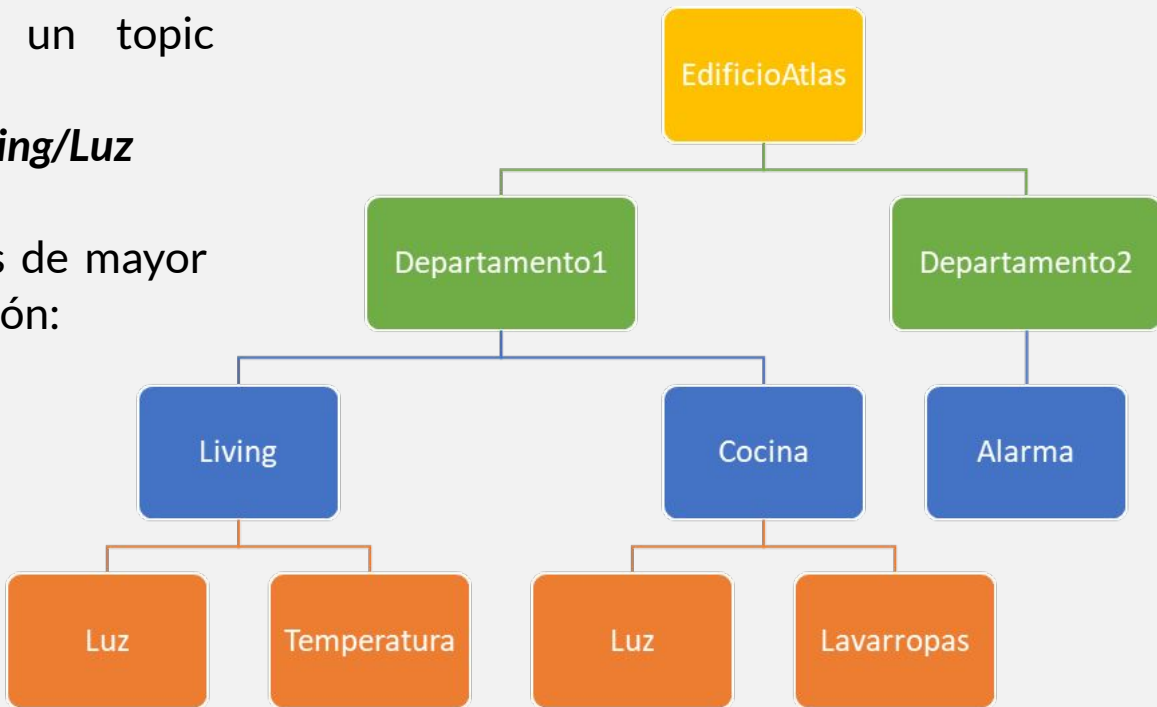 un topic
ing/Luz
s de mayor
ón:
EdificioAtlas
Departamento1
Departamento2
Living
Cocina
Alarma
Luz
Temperatura
Luz
Lavarropas